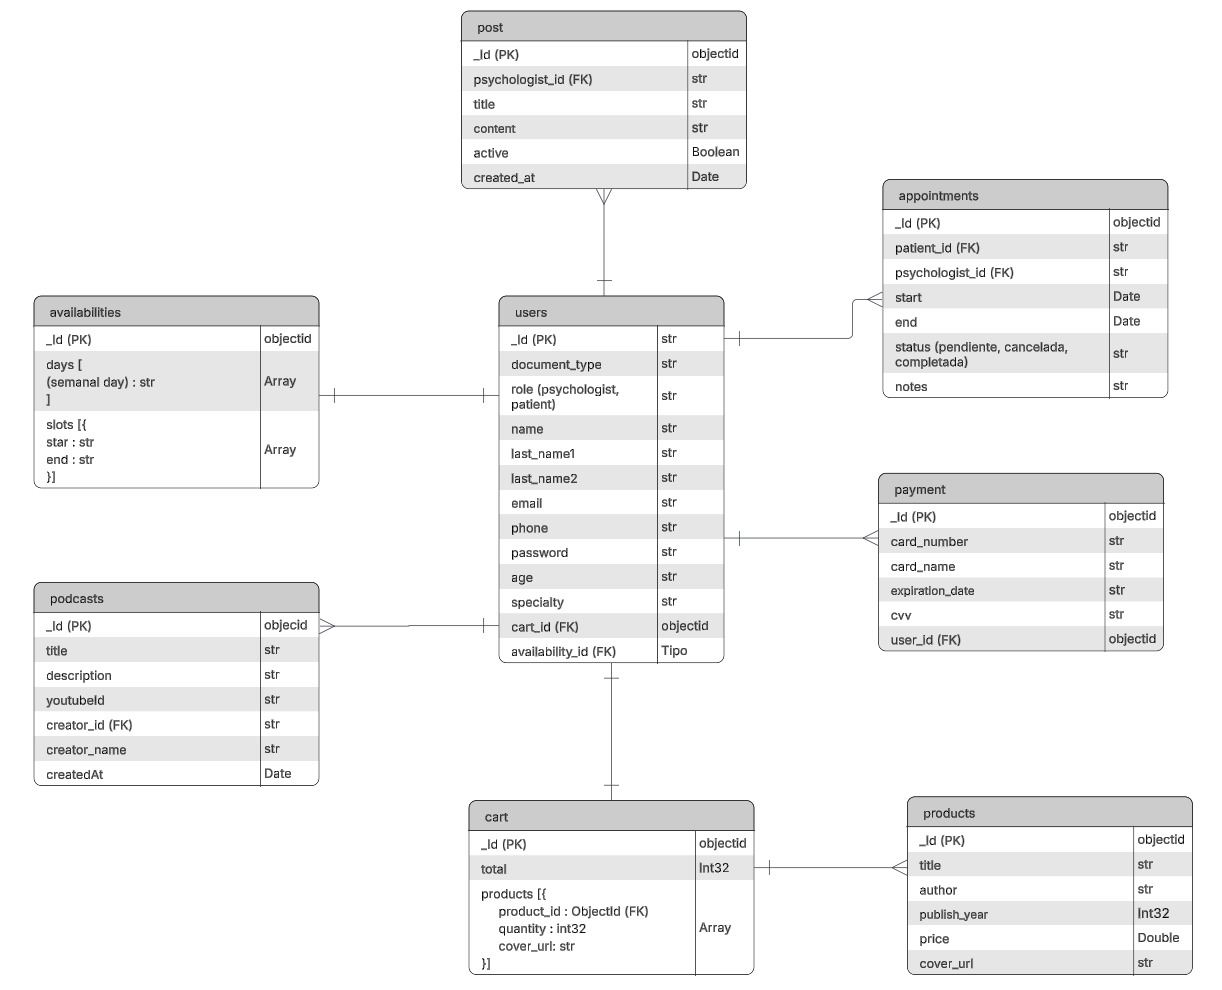 post
_Id (PK) objectid
psychologist_id (FK) str
title str
content str
active Boolean
created_at Date
appointments
_Id (PK) objectid
patient_id (FK) str
psychologist_id (FK) str
start Date
end Date
status (pendiente, cancelada,
completada) str
notes str
availabilities
_Id (PK) objectid
days [
(semanal day) : str
] Array
slots [{
star : str
end : str
}] Array
users
_Id (PK) str
document_type str
role (psychologist,
patient) str
name str
last_name1 str
last_name2 str
email str
phone str
password str
age str
specialty str
cart_id (FK) objectid
availability_id (FK) Tipo
payment
_Id (PK) objectid
card_number str
card_name str
expiration_date str
cvv str
user_id (FK) objectid
podcasts
_Id (PK) objecid
title str
description str
youtubeId str
creator_id (FK) str
creator_name str
createdAt Date
cart
_Id (PK) objectid
total Int32
products [{
product_id : ObjectId (FK)
quantity : int32
cover_url: str
}] Array
products
_Id (PK) objectid
title str
author str
publish_year Int32
price Double
cover_url str